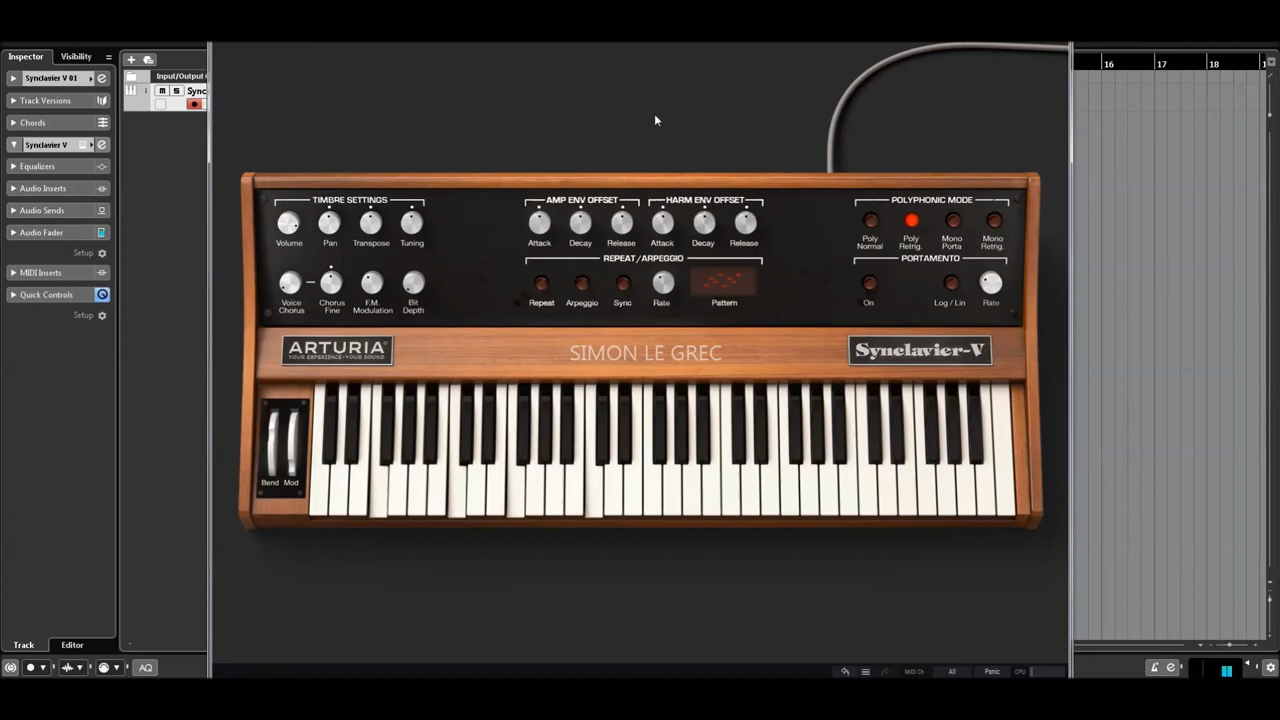 Inspector Visibility
Synclavier V 01
Track Versions
Chords
Synclavier V
Equalizers
Audio Inserts
Audio Sends
Audio Fader
Setup
MIDI Inserts
Quick Controls
Setup
Input/Output
1 m S Sync
16 17 18
TIMBRE SETTINGS
Volume Pan Transpose Tuning
Voice Chorus
Chorus Fine
F.M. Modulation
Bit Depth
AMP ENV OFFSET
Attack Decay Release
HARM ENV OFFSET
Attack Decay Release
REPEAT/ARPEGGIO
Repeat Arpeggio Sync Rate Pattern
POLYPHONIC MODE
Poly Normal
Poly Retrig.
Mono Porta
Mono Retrig.
PORTAMENTO
On Log / Lin Rate
ARTURIA
YOUR EXPERIENCE • YOUR SOUND
SIMON LE GREC
Synclavier-V
Bend Mod
Track Editor
AQ
MIDI Ch All Panic CPU